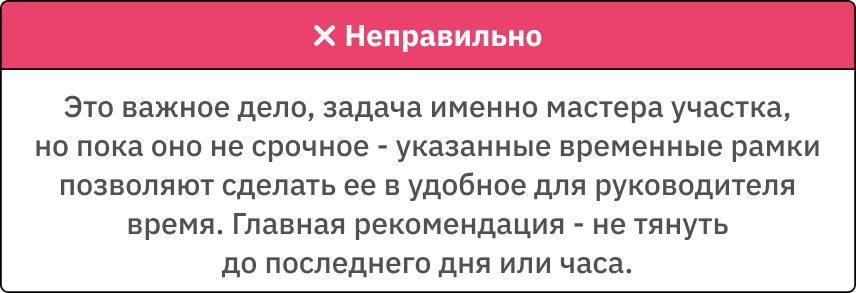 × Неправильно
Это важное дело, задача именно мастера участка,
но пока оно не срочное - указанные временные рамки
позволяют сделать ее в удобное для руководителя
время. Главная рекомендация - не тянуть
до последнего дня или часа.